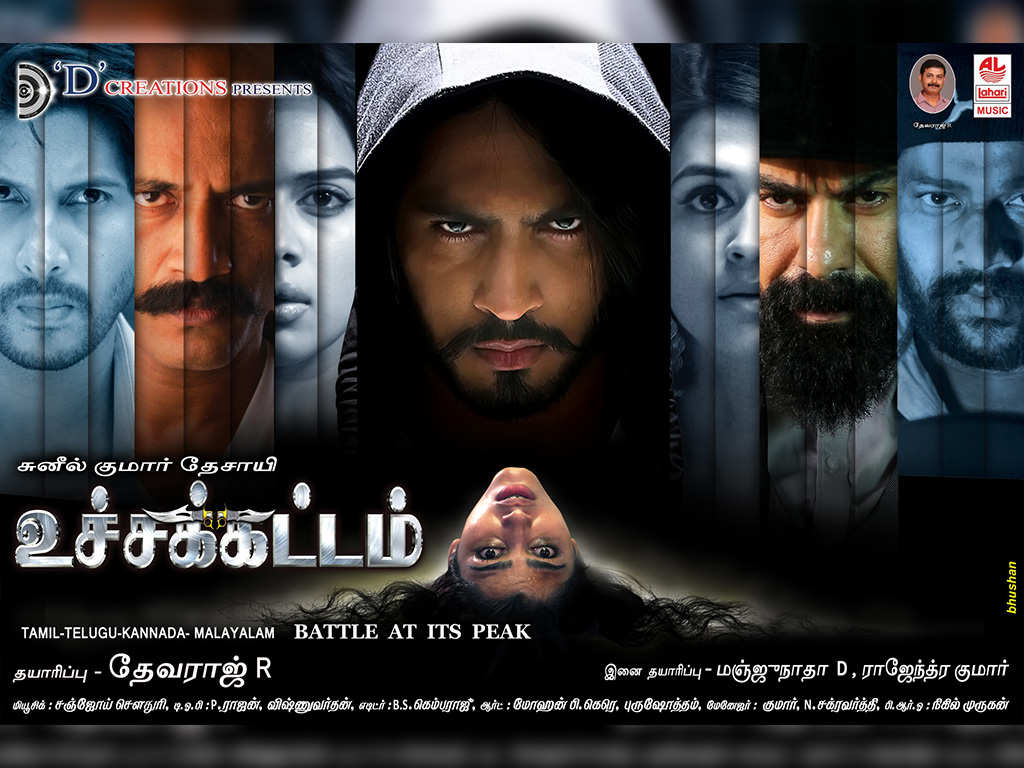 'D' CREATIONS PRESENTS
தேவராஜ் R
AL
lahari
MUSIC
சுனீல் குமார் தேசாயி
உச்சக்கட்டம்
TAMIL-TELUGU-KANNADA- MALAYALAM BATTLE AT ITS PEAK
bhushan
தயாரிப்பு - தேவராஜ் R
இனை தயாரிப்பு - மஞ்ஜுநாதா D, ராஜேந்த்ர குமார்
மியூசிக் : சஞ்ஜோய் சௌதுரி, டி.ஒ.பி : P.ராஜன், விஷ்ணுவர்தன், எடிடர் : B.S.கெம்பராஜ், ஆர்ட : மோஹன் பி.கெரெ, புருஷோத்தம், மேனேஜர் : குமார், N.சக்ரவர்த்தி, பி.ஆர்.ஓ : நிகில் முருகன்